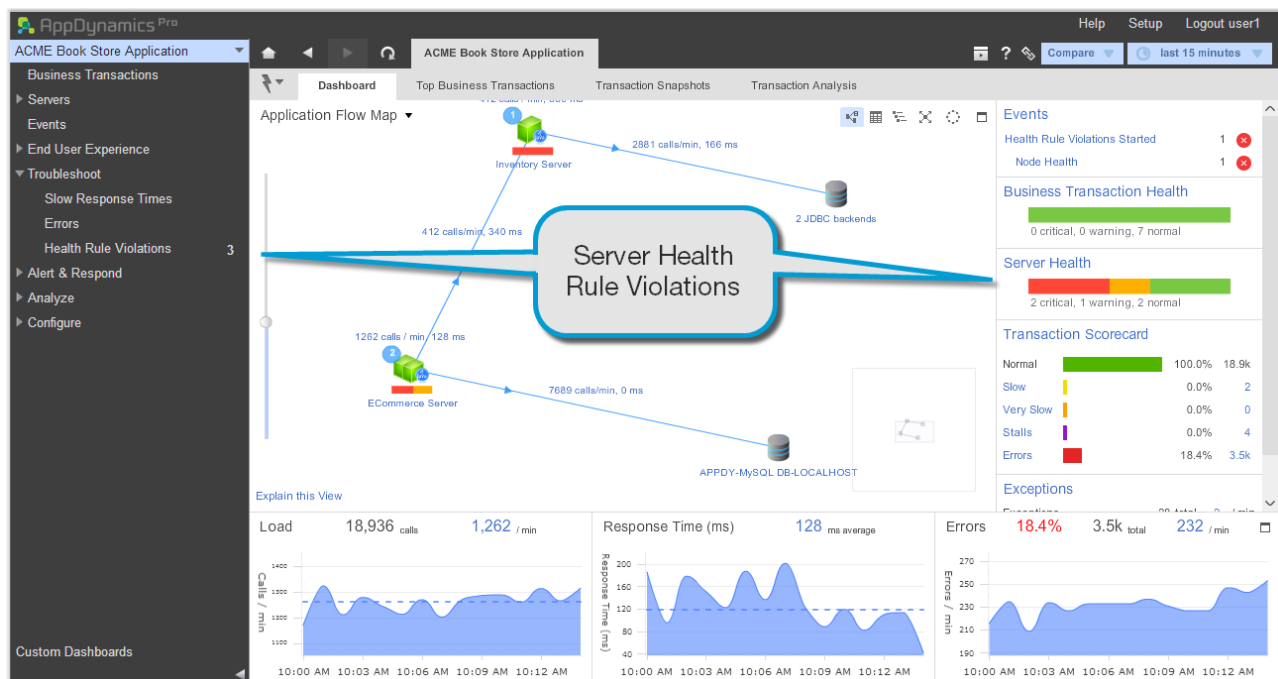 AppDynamics Pro
Help Setup Logout user1
ACME Book Store Application
ACME Book Store Application
Compare
last 15 minutes
Business Transactions
Servers
Events
End User Experience
Troubleshoot
Slow Response Times
Errors
Health Rule Violations 3
Alert & Respond
Analyze
Configure
Custom Dashboards
Dashboard Top Business Transactions Transaction Snapshots Transaction Analysis
Application Flow Map
1
Inventory Server
2881 calls/min, 166 ms
2 JDBC backends
412 calls/min, 340 ms
Server Health
Rule Violations
1262 calls / min, 128 ms
2
ECommerce Server
7689 calls/min, 0 ms
APPDY-MySQL DB-LOCALHOST
Explain this View
Events
Health Rule Violations Started 1
Node Health 1
Business Transaction Health
0 critical, 0 warning, 7 normal
Server Health
2 critical, 1 warning, 2 normal
Transaction Scorecard
Normal 100.0% 18.9k
Slow 0.0% 2
Very Slow 0.0% 0
Stalls 0.0% 4
Errors 18.4% 3.5k
Exceptions
Load 18,936 calls 1,262 / min
Calls / min
1400
1300
1200
1100
10:00 AM 10:03 AM 10:06 AM 10:09 AM 10:12 AM
Response Time (ms) 128 ms average
Response Time (ms)
200
160
120
80
40
10:00 AM 10:03 AM 10:06 AM 10:09 AM 10:12 AM
Errors 18.4% 3.5k total 232 / min
Errors / min
270
250
230
210
190
10:00 AM 10:03 AM 10:06 AM 10:09 AM 10:12 AM